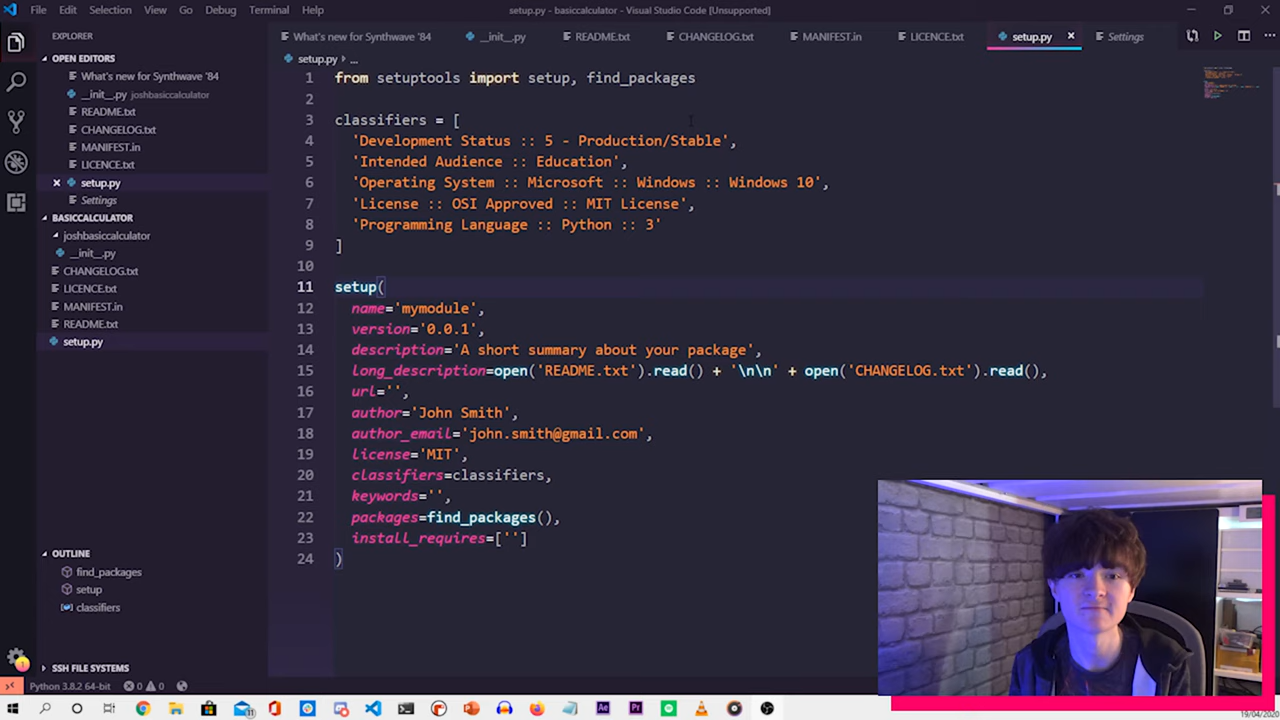 File Edit Selection View Go Debug Terminal Help
setup.py - basiccalculator - Visual Studio Code [Unsupported]
EXPLORER
What's new for Synthwave '84
__init__.py
README.txt
CHANGELOG.txt
MANIFEST.in
LICENCE.txt
setup.py
Settings
OPEN EDITORS
What's new for Synthwave '84
__init__.py joshbasiccalculator
README.txt
CHANGELOG.txt
MANIFEST.in
LICENCE.txt
setup.py
Settings
BASICCALCULATOR
joshbasiccalculator
__init__.py
CHANGELOG.txt
LICENCE.txt
MANIFEST.in
README.txt
setup.py
OUTLINE
find_packages
setup
classifiers
SSH FILE SYSTEMS
setup.py > ...
1 from setuptools import setup, find_packages
2
3 classifiers = [
4 'Development Status :: 5 - Production/Stable',
5 'Intended Audience :: Education',
6 'Operating System :: Microsoft :: Windows :: Windows 10',
7 'License :: OSI Approved :: MIT License',
8 'Programming Language :: Python :: 3'
9 ]
10
11 setup(
12 name='mymodule',
13 version='0.0.1',
14 description='A short summary about your package',
15 long_description=open('README.txt').read() + '\n\n' + open('CHANGELOG.txt').read(),
16 url='',
17 author='John Smith',
18 author_email='john.smith@gmail.com',
19 license='MIT',
20 classifiers=classifiers,
21 keywords='',
22 packages=find_packages(),
23 install_requires=['']
24 )
Python 3.8.2 64-bit 0 0
19/04/2020